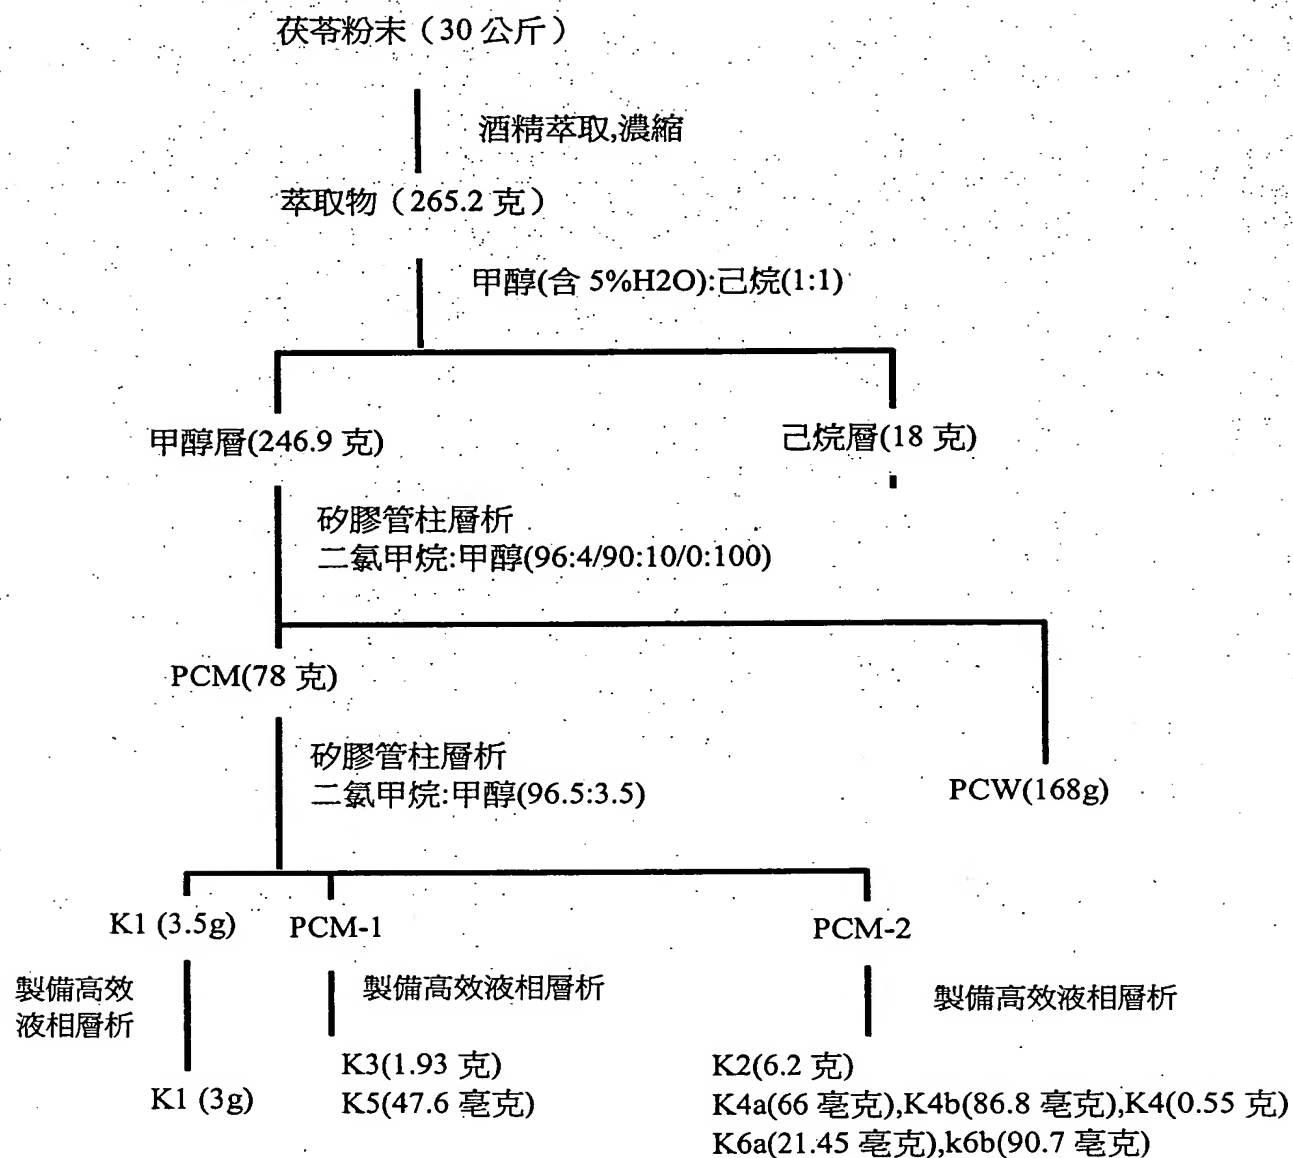 茯苓粉末（30 公斤）
酒精萃取,濃縮
萃取物（265.2 克）
甲醇(含 5%H2O):己烷(1:1)
甲醇層(246.9 克)
己烷層(18 克)
矽膠管柱層析
二氯甲烷:甲醇(96:4/90:10/0:100)
PCM(78 克)
PCW(168g)
矽膠管柱層析
二氯甲烷:甲醇(96.5:3.5)
K1 (3.5g)
PCM-1
PCM-2
製備高效
液相層析
製備高效液相層析
製備高效液相層析
K1 (3g)
K3(1.93 克)
K5(47.6 毫克)
K2(6.2 克)
K4a(66 毫克),K4b(86.8 毫克),K4(0.55 克)
K6a(21.45 毫克),k6b(90.7 毫克)